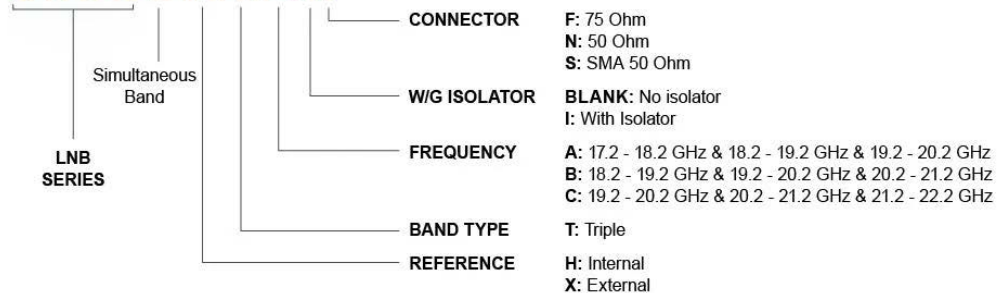 CONNECTOR F: 75 Ohm
N: 50 Ohm
S: SMA 50 Ohm
Simultaneous
Band
W/G ISOLATOR BLANK: No isolator
I: With Isolator
LNB
SERIES
FREQUENCY A: 17.2 - 18.2 GHz & 18.2 - 19.2 GHz & 19.2 - 20.2 GHz
B: 18.2 - 19.2 GHz & 19.2 - 20.2 GHz & 20.2 - 21.2 GHz
C: 19.2 - 20.2 GHz & 20.2 - 21.2 GHz & 21.2 - 22.2 GHz
BAND TYPE T: Triple
REFERENCE H: Internal
X: External